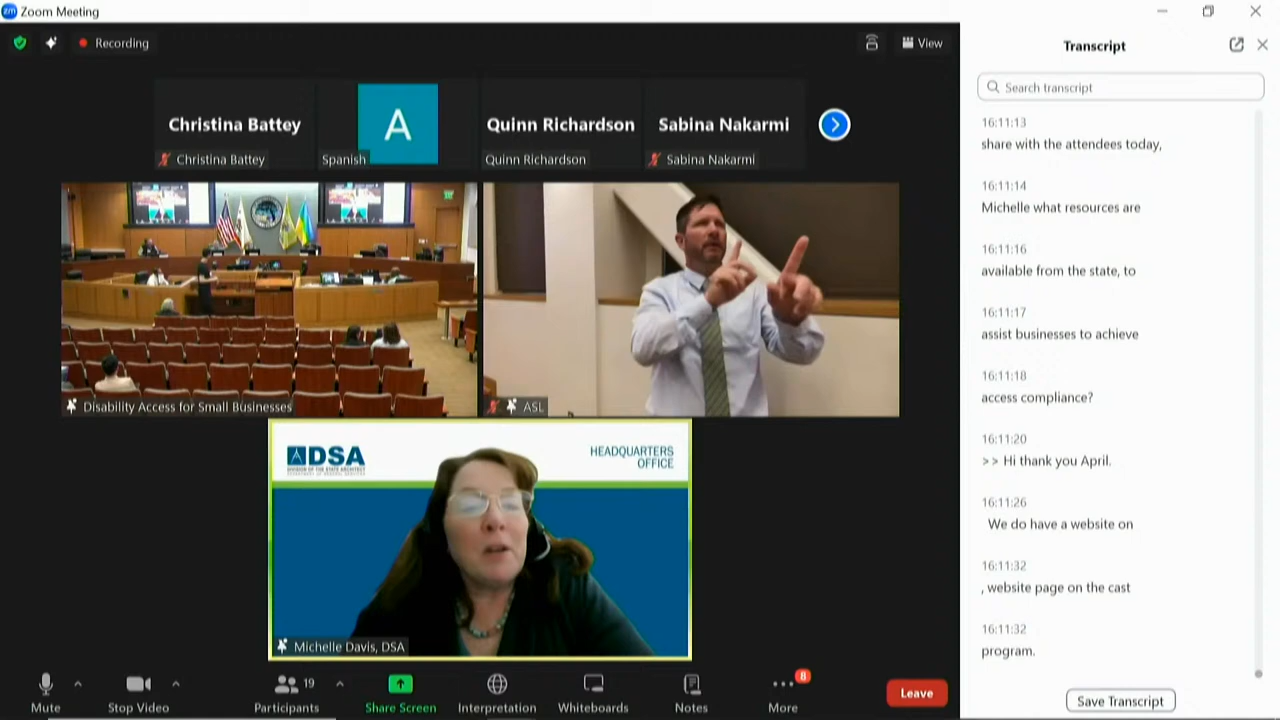 Zoom Meeting
Recording
View
Christina Battey
Christina Battey
A
Spanish
Quinn Richardson
Quinn Richardson
Sabina Nakarmi
Sabina Nakarmi
Disability Access for Small Businesses
ASL
DSA
DIVISION OF THE STATE ARCHITECT
HEADQUARTERS
OFFICE
Michelle Davis, DSA
Mute
Stop Video
19
Participants
Share Screen
Interpretation
Whiteboards
Notes
8
More
Leave
Transcript
Search transcript
16:11:13
share with the attendees today,
16:11:14
Michelle what resources are
16:11:16
available from the state, to
16:11:17
assist businesses to achieve
16:11:18
access compliance?
16:11:20
>> Hi thank you April.
16:11:26
We do have a website on
16:11:32
, website page on the cast
16:11:32
program.
Save Transcript